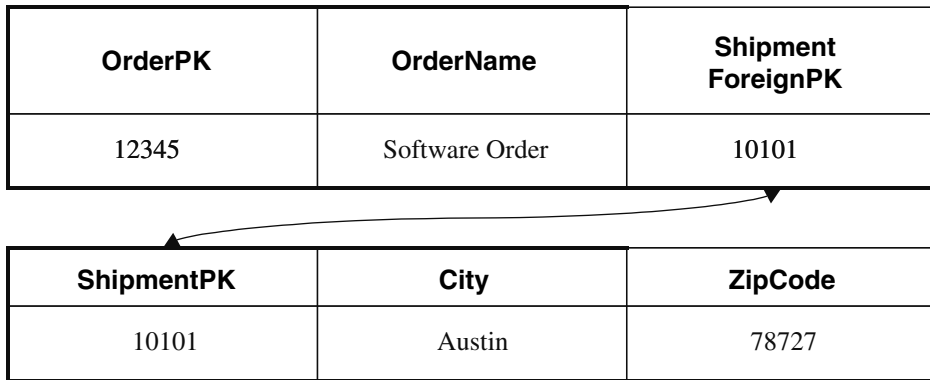 OrderPK OrderName Shipment
ForeignPK
12345 Software Order 10101
ShipmentPK City ZipCode
10101 Austin 78727